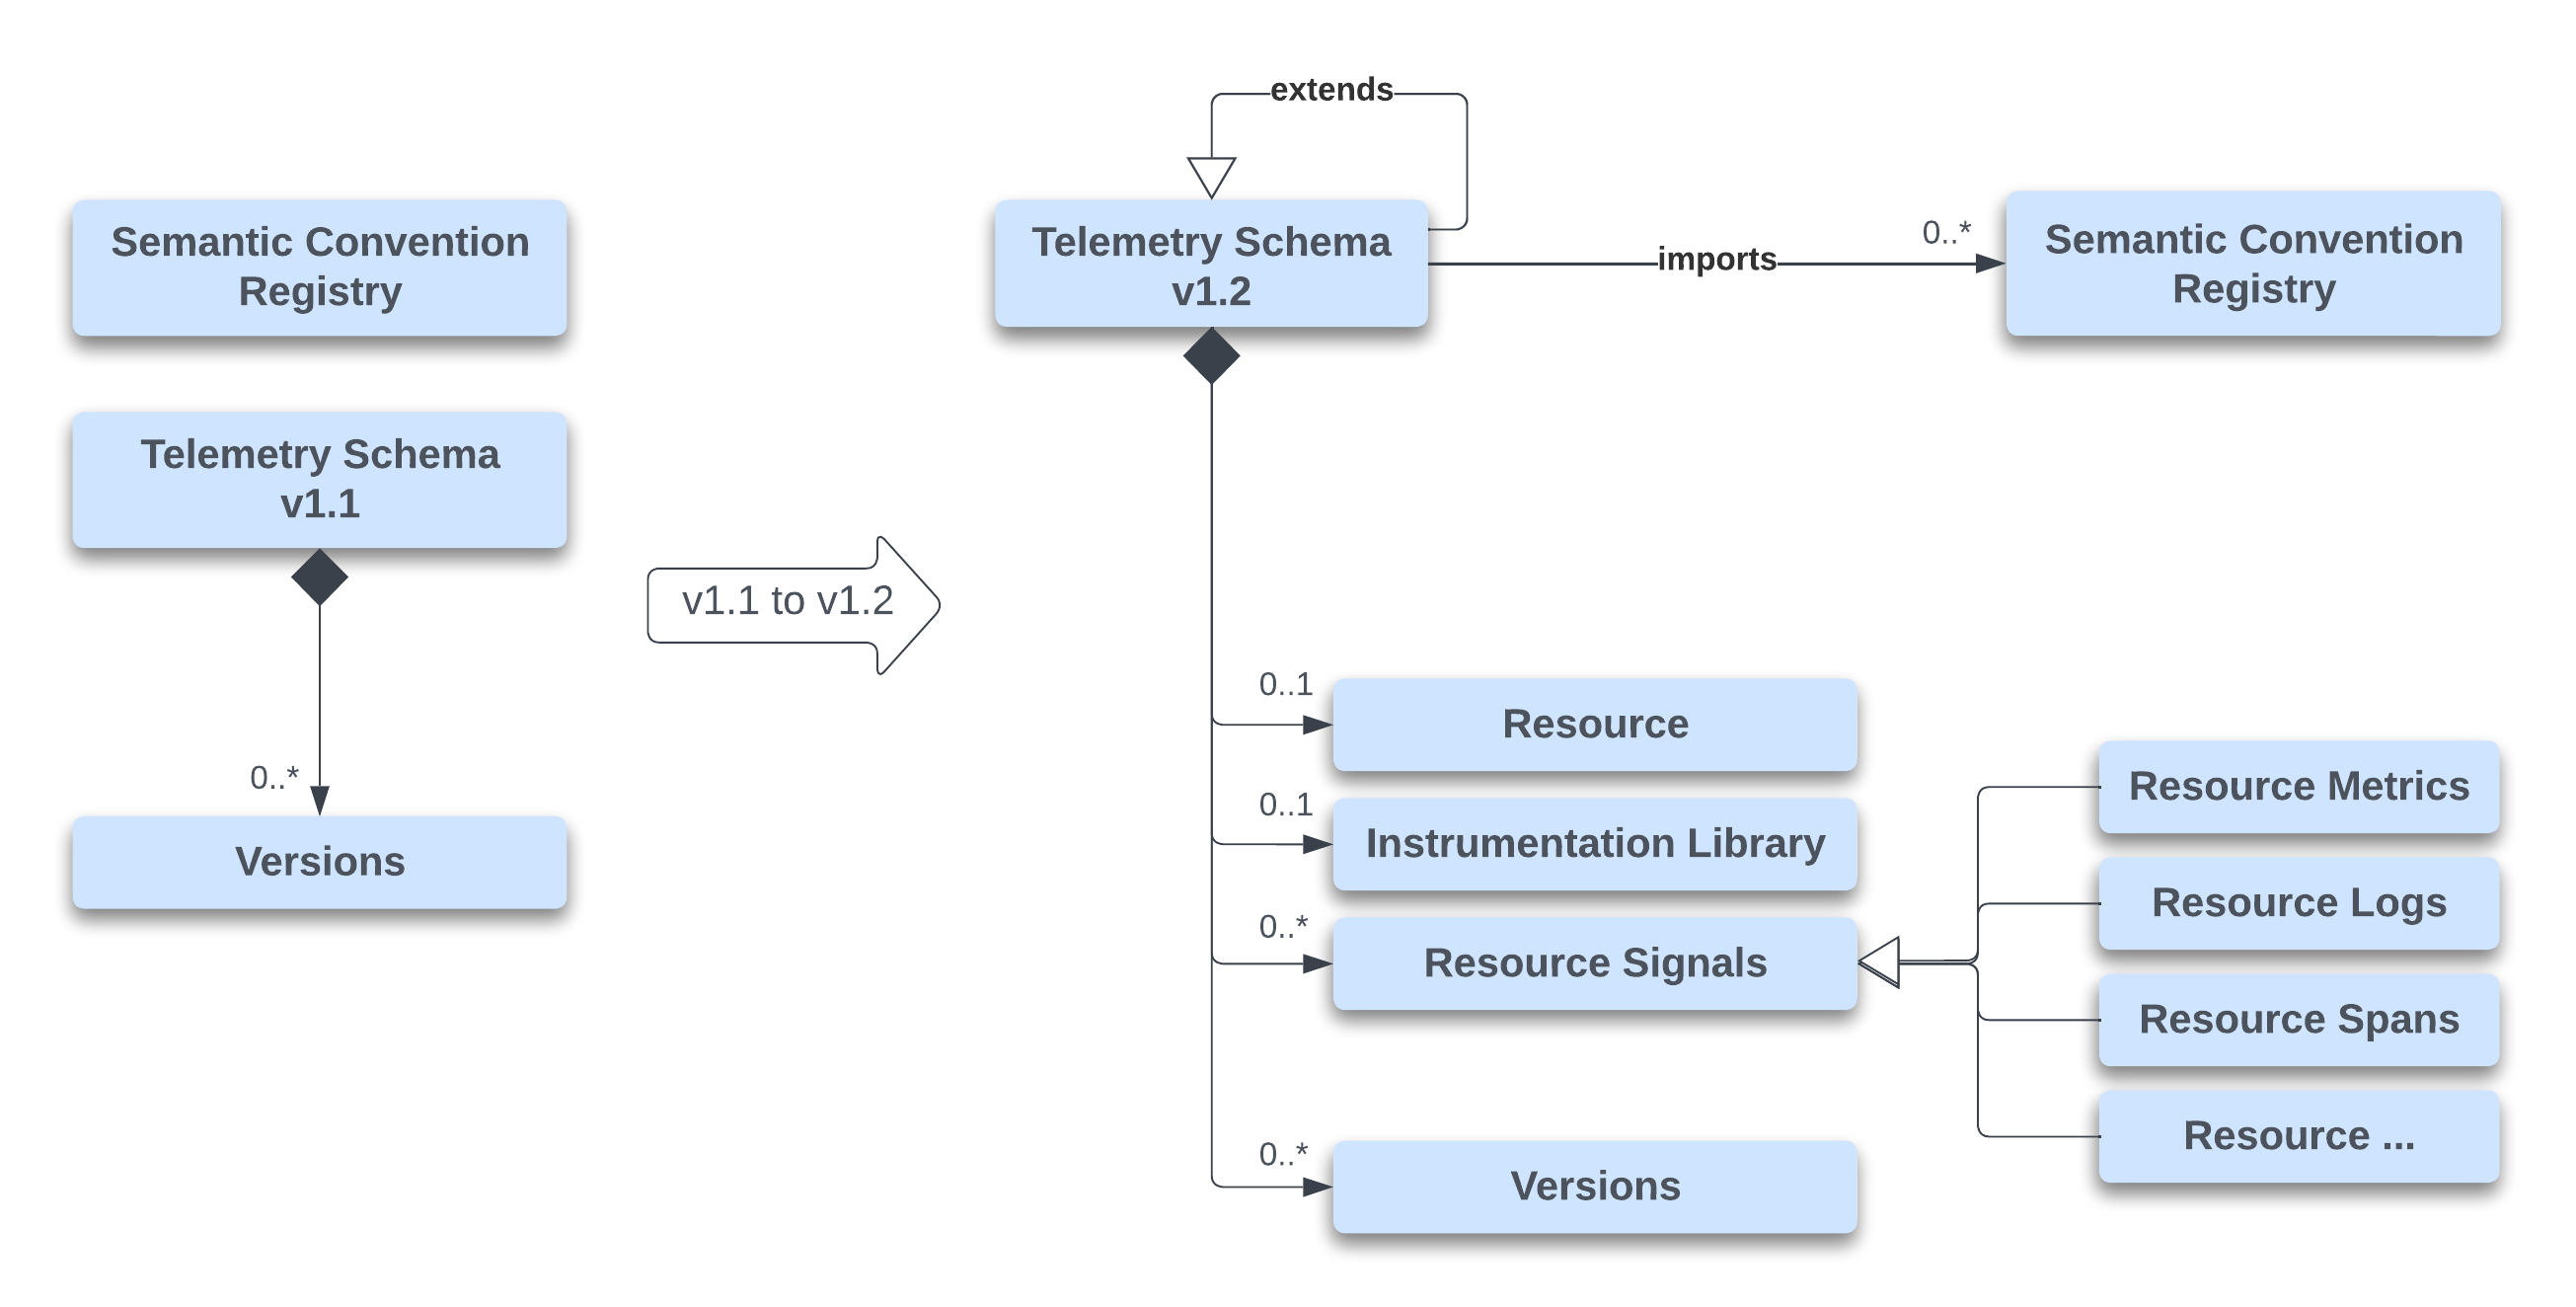 Semantic Convention
Registry
Telemetry Schema
v1.1
0..*
Versions
v1.1 to v1.2
extends
Telemetry Schema
v1.2
imports
0..*
Semantic Convention
Registry
0..1
Resource
0..1
Instrumentation Library
0..*
Resource Signals
Resource Metrics
Resource Logs
Resource Spans
Resource ...
0..*
Versions